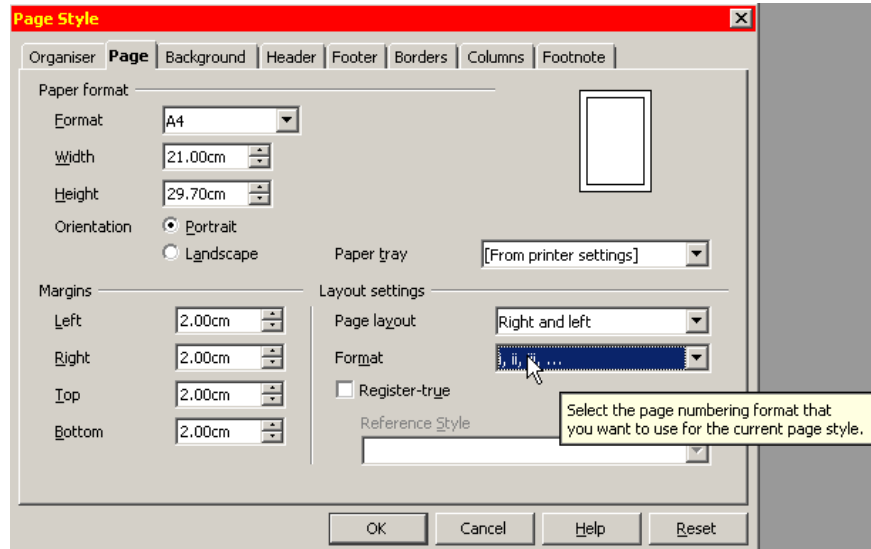 Page Style
Organiser Page Background Header Footer Borders Columns Footnote
Paper format
Format A4
Width 21.00cm
Height 29.70cm
Orientation Portrait
Landscape Paper tray [From printer settings]
Margins Layout settings
Left 2.00cm Page layout Right and left
Right 2.00cm Format i, ii, iii, ...
Top 2.00cm Register-true
Bottom 2.00cm Reference Style
Select the page numbering format that
you want to use for the current page style.
OK Cancel Help Reset